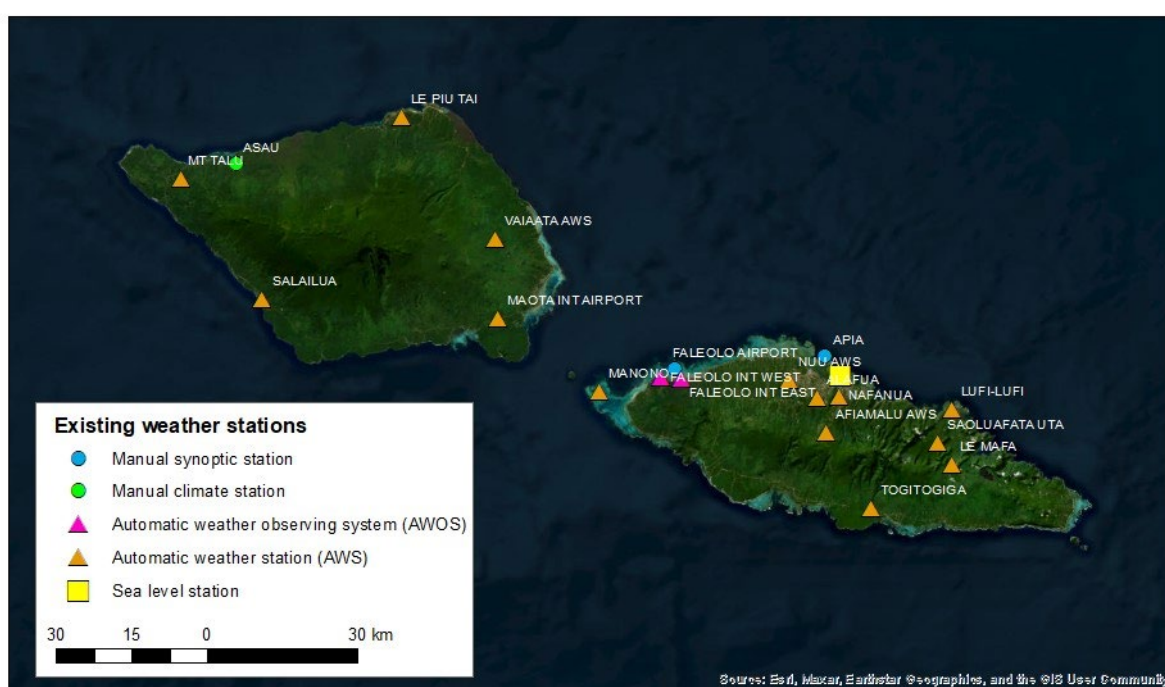 LE PIU TAI
ASAU
MT TALU
VAIAATA AWS
SALAILUA
MAOTA INT AIRPORT
APIA
FALEOLO AIRPORT
NUU AWS
MANONO
FALEOLO INT WEST
ALAFUA
FALEOLO INT EAST
NAFANUA
LUFI-LUFI
AFIAMALU AWS
SAOLUAFATA UTA
LE MAFA
TOGITOGIGA
Existing weather stations
Manual synoptic station
Manual climate station
Automatic weather observing system (AWOS)
Automatic weather station (AWS)
Sea level station
30 15 0 30 km
Source: Esri, Maxar, Earthstar Geographics, and the GIS User Communit